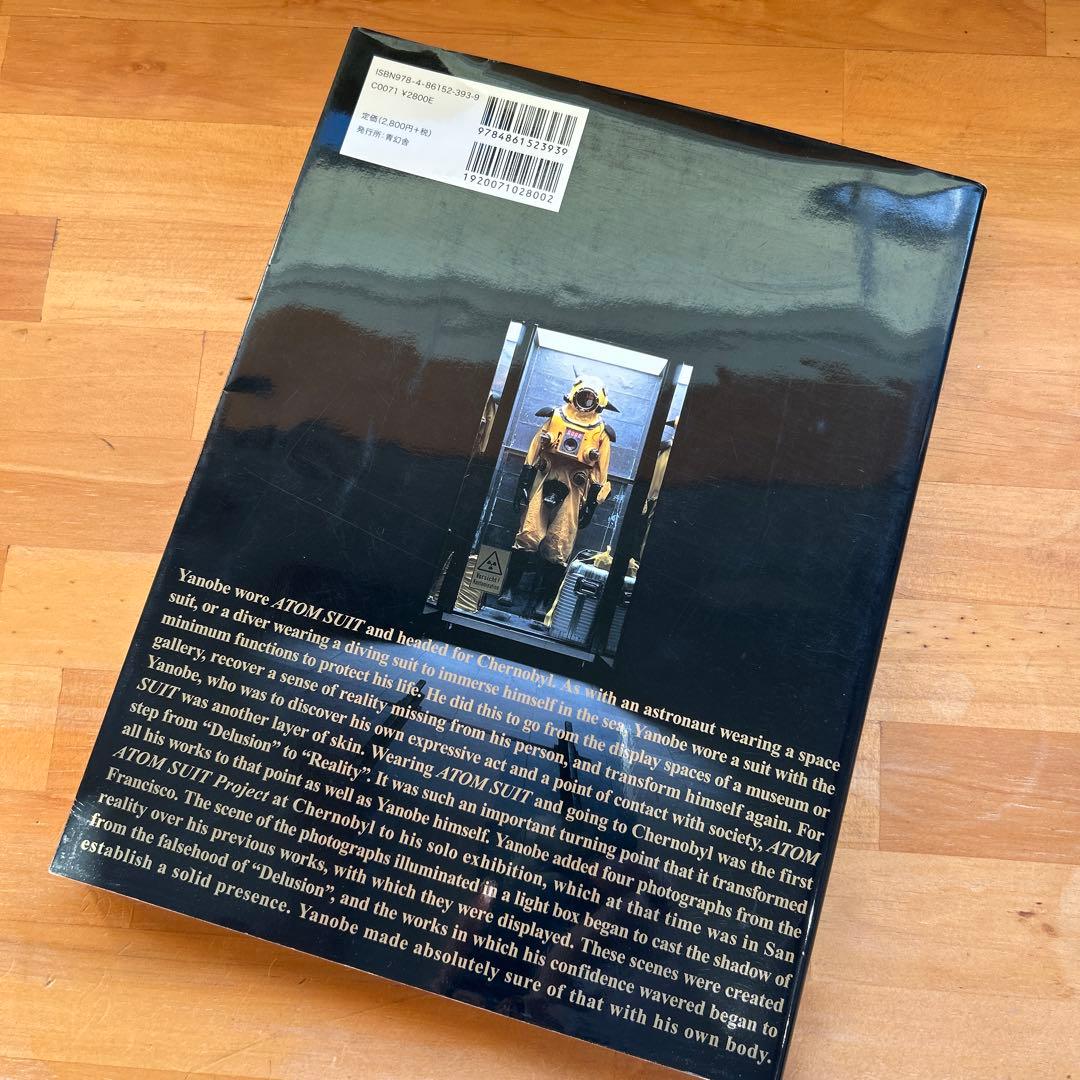 ISBN978-4-86152-393-9
C0071 ¥2800E
定価(2,800円+税)
発行所:青幻舎
9784861523939
1920071028002
Vorsicht!
Kontamination
Yanobe wore ATOM SUIT and headed for Chernobyl. As with an astronaut wearing a space
suit, or a diver wearing a diving suit to immerse himself in the sea, Yanobe wore a suit with the
minimum functions to protect his life. He did this to go from the display spaces of a museum or
gallery, recover a sense of reality missing from his person, and transform himself again. For
Yanobe, who was to discover his own expressive act and a point of contact with society, ATOM
SUIT was another layer of skin. Wearing ATOM SUIT and going to Chernobyl was the first
step from “Delusion” to “Reality”. It was such an important turning point that it transformed
all his works to that point as well as Yanobe himself. Yanobe added four photographs from the
ATOM SUIT Project at Chernobyl to his solo exhibition, which at that time was in San
Francisco. The scene of the photographs illuminated in a light box began to cast the shadow of
reality over his previous works, with which they were displayed. These scenes were created
from the falsehood of “Delusion”, and the works in which his confidence wavered began to
establish a solid presence. Yanobe made absolutely sure of that with his own body.